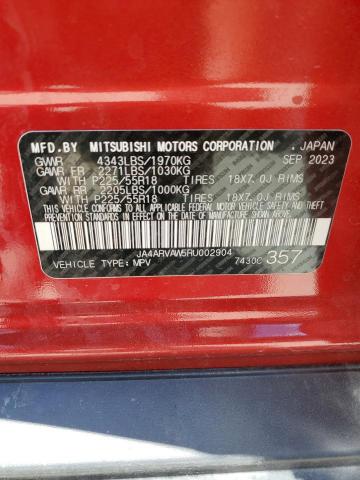 MFD.BY MITSUBISHI MOTORS CORPORATION . JAPAN
GVWR 4343LBS/1970KG SEP 2023
GAWR FR 2271LBS/1030KG
WITH P225/55R18 TIRES 18X7.0J RIMS
GAWR RR 2205LBS/1000KG
WITH P225/55R18 TIRES 18X7.0J RIMS
THIS VEHICLE CONFORMS TO ALL APPLICABLE FEDERAL MOTOR VEHICLE SAFETY, BUMPER, AND THEFT PREVENTION STANDARDS IN EFFECT ON THE DATE OF MANUFACTURE SHOWN ABOVE.
JA4ARVAW5RU002904
VEHICLE TYPE: MPV 7430C 357